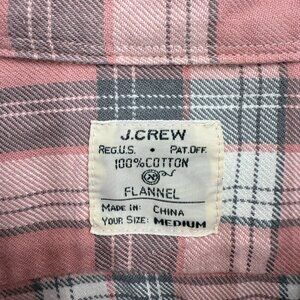 J.CREW
REG.U.S. • PAT.OFF.
100% COTTON
FLANNEL
MADE IN: CHINA
YOUR SIZE: MEDIUM